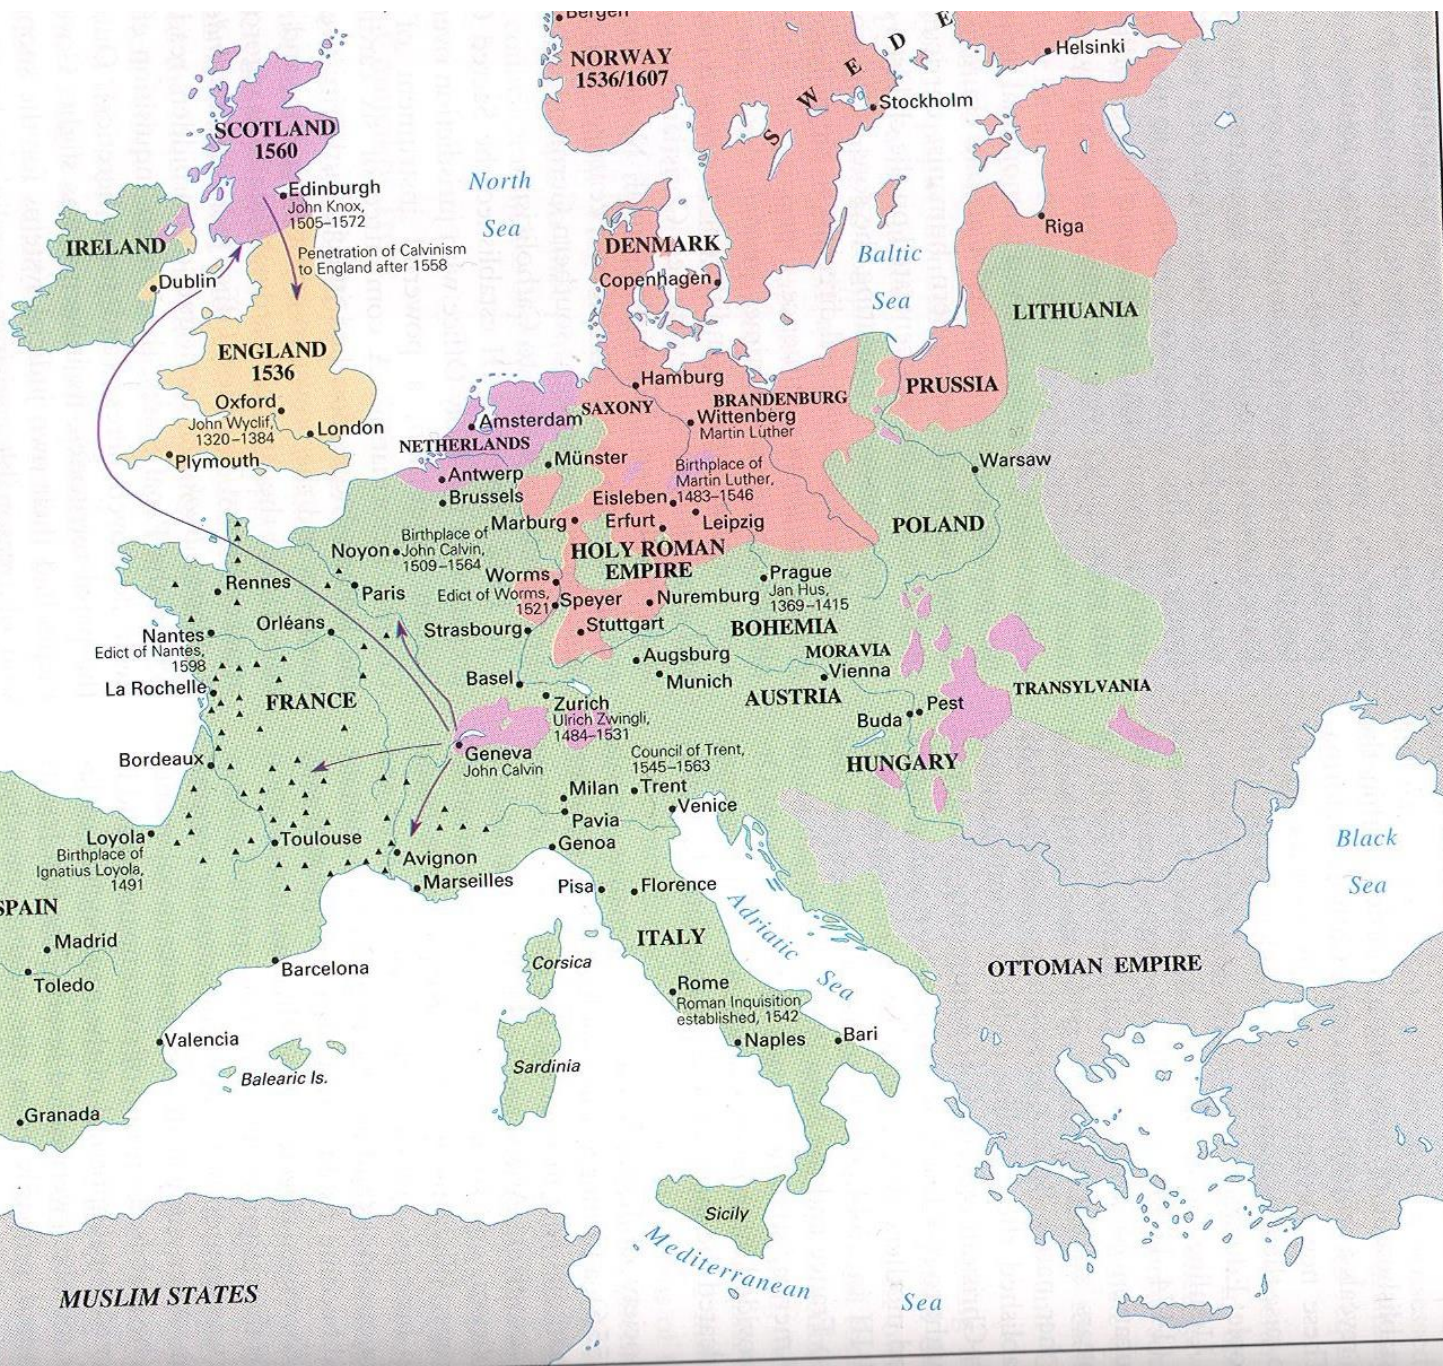 Bergen
NORWAY
1536/1607
SWEDE
Helsinki
Stockholm
SCOTLAND
1560
Edinburgh
John Knox,
1505–1572
North
Sea
Riga
IRELAND
Penetration of Calvinism
to England after 1558
DENMARK
Baltic
Sea
Dublin
Copenhagen
LITHUANIA
ENGLAND
1536
Hamburg
PRUSSIA
Oxford
John Wyclif,
1320–1384
London
Plymouth
Amsterdam
NETHERLANDS
SAXONY
BRANDENBURG
Wittenberg
Martin Luther
Münster
Warsaw
Antwerp
Brussels
Birthplace of
Martin Luther,
1483–1546
Eisleben
Marburg
Erfurt
Leipzig
POLAND
Birthplace of
John Calvin,
1509–1564
Noyon
HOLY ROMAN
EMPIRE
Rennes
Paris
Worms
Edict of Worms,
1521
Speyer
Nuremburg
Prague
Jan Hus,
1369–1415
Orléans
Strasbourg
Stuttgart
BOHEMIA
Nantes
Edict of Nantes,
1598
Augsburg
MORAVIA
Munich
Vienna
La Rochelle
FRANCE
Basel
AUSTRIA
TRANSYLVANIA
Zurich
Ulrich Zwingli,
1484–1531
Buda
Pest
Bordeaux
Geneva
John Calvin
Council of Trent,
1545–1563
HUNGARY
Milan
Trent
Venice
Pavia
Loyola
Birthplace of
Ignatius Loyola,
1491
Toulouse
Genoa
Black
Sea
Avignon
Marseilles
Pisa
Florence
SPAIN
Madrid
Adriatic Sea
ITALY
Toledo
Barcelona
Corsica
OTTOMAN EMPIRE
Rome
Roman Inquisition
established, 1542
Valencia
Naples
Bari
Balearic Is.
Sardinia
Granada
Sicily
Mediterranean
Sea
MUSLIM STATES